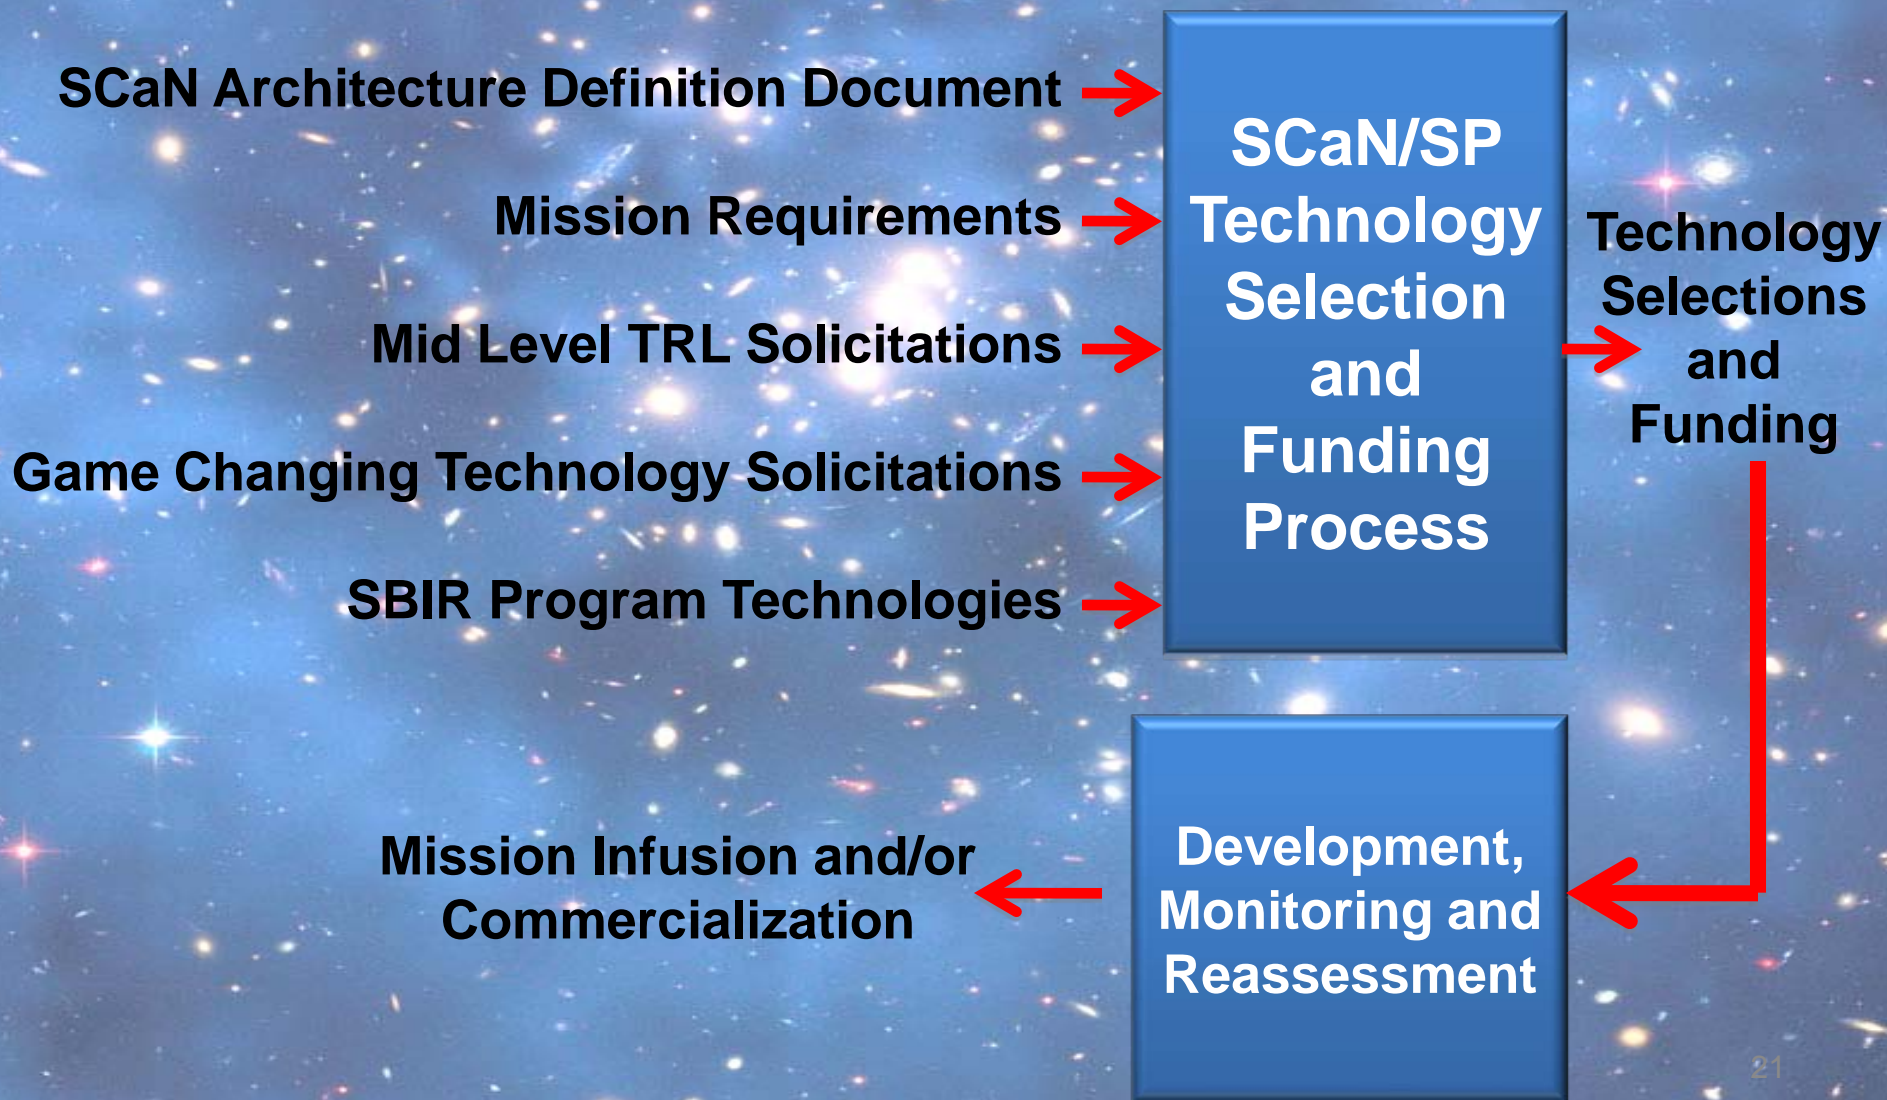 SCaN Architecture Definition Document
Mission Requirements
Mid Level TRL Solicitations
Game Changing Technology Solicitations
SBIR Program Technologies
SCaN/SP
Technology
Selection
and
Funding
Process
Technology
Selections
and
Funding
Development,
Monitoring and
Reassessment
Mission Infusion and/or
Commercialization
21